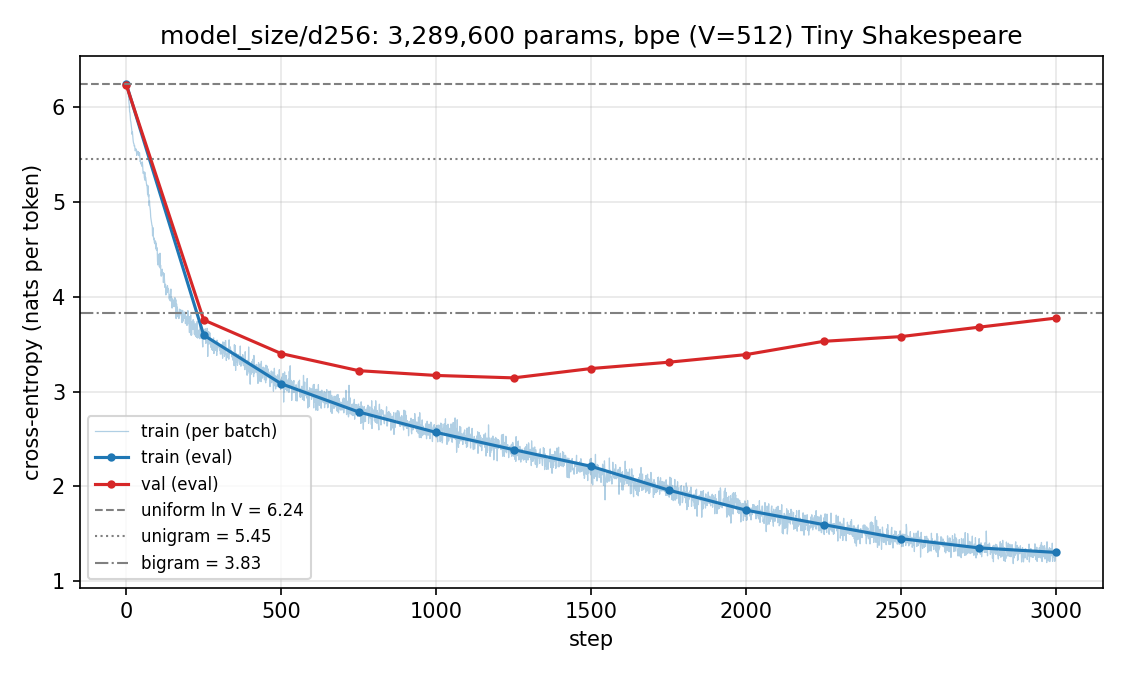 model_size/d256: 3,289,600 params, bpe (V=512) Tiny Shakespeare
cross-entropy (nats per token)
6
5
4
3
2
1
train (per batch)
train (eval)
val (eval)
uniform ln V = 6.24
unigram = 5.45
bigram = 3.83
0 500 1000 1500 2000 2500 3000
step